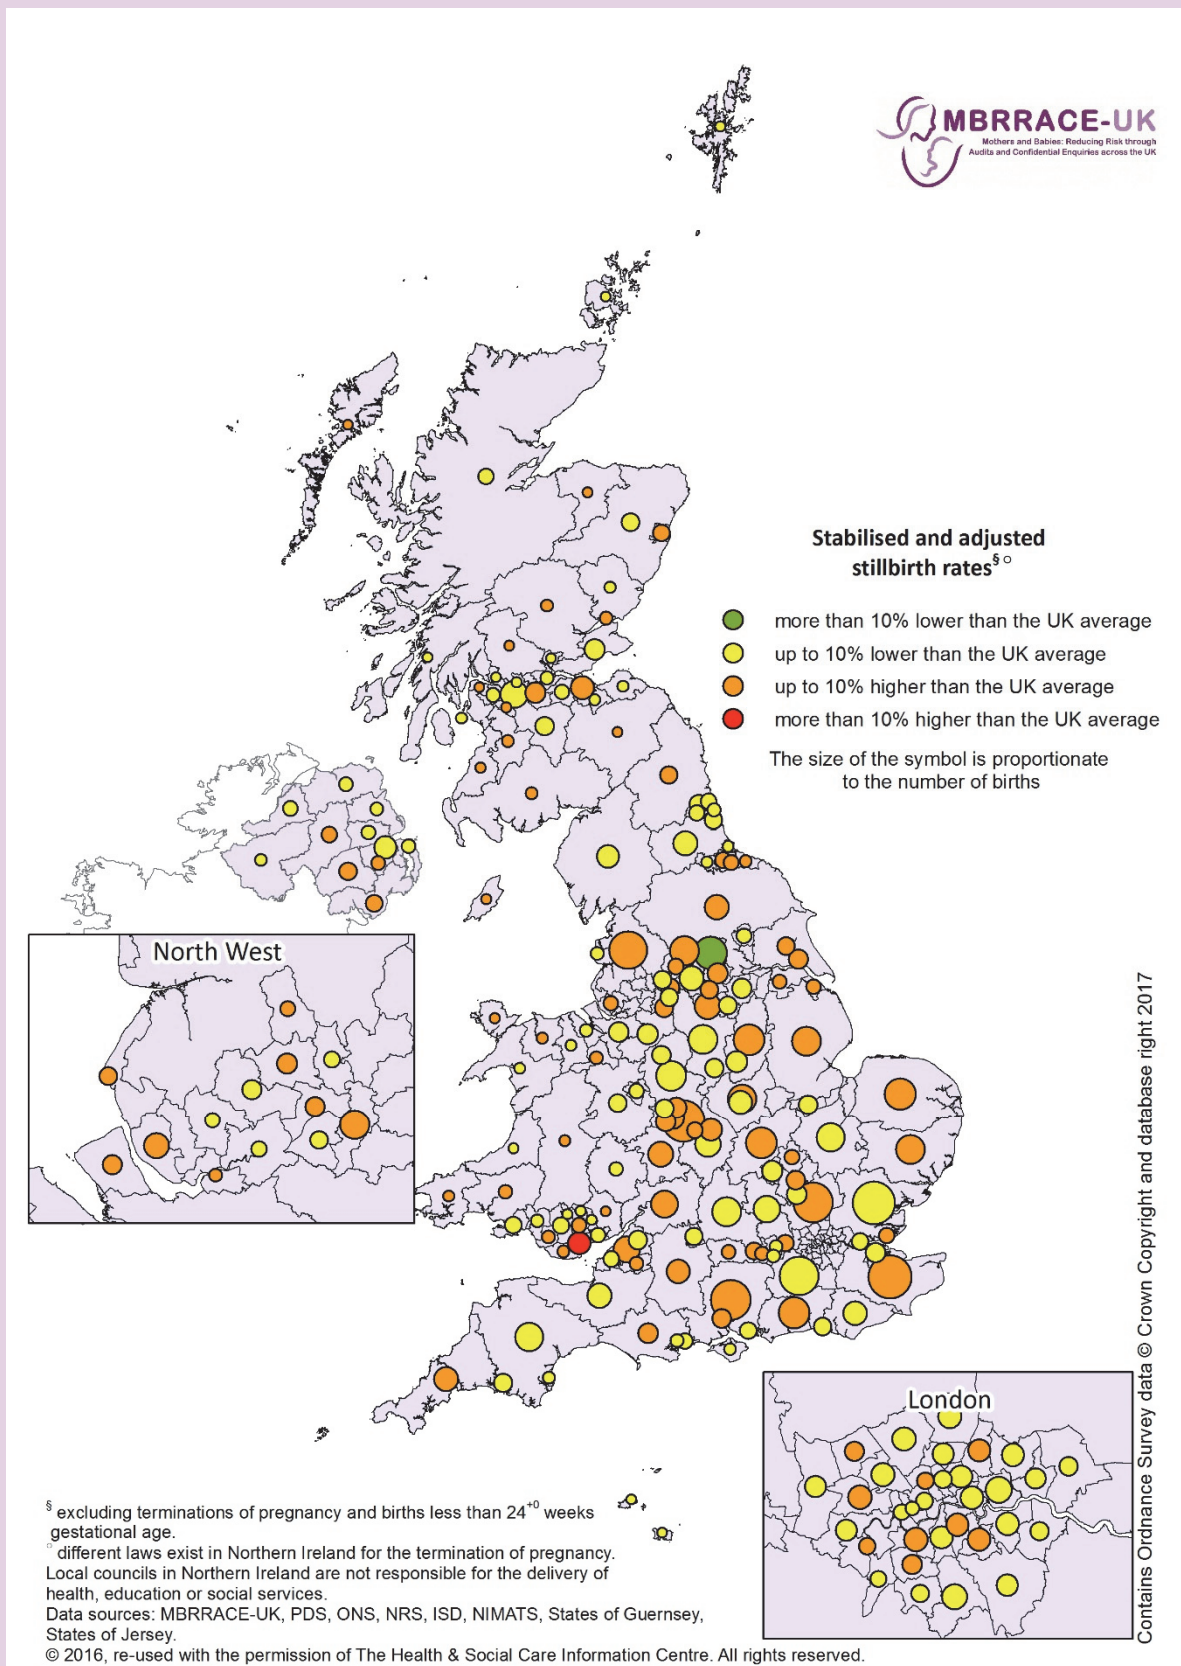 MBRRACE-UK
Mothers and Babies: Reducing Risk through
Audits and Confidential Enquiries across the UK
Stabilised and adjusted
stillbirth rates§○
more than 10% lower than the UK average
up to 10% lower than the UK average
up to 10% higher than the UK average
more than 10% higher than the UK average
The size of the symbol is proportionate
to the number of births
North West
London
Contains Ordnance Survey data © Crown Copyright and database right 2017
§ excluding terminations of pregnancy and births less than 24+0 weeks
gestational age.
○ different laws exist in Northern Ireland for the termination of pregnancy.
Local councils in Northern Ireland are not responsible for the delivery of
health, education or social services.
Data sources: MBRRACE-UK, PDS, ONS, NRS, ISD, NIMATS, States of Guernsey,
States of Jersey.
© 2016, re-used with the permission of The Health & Social Care Information Centre. All rights reserved.